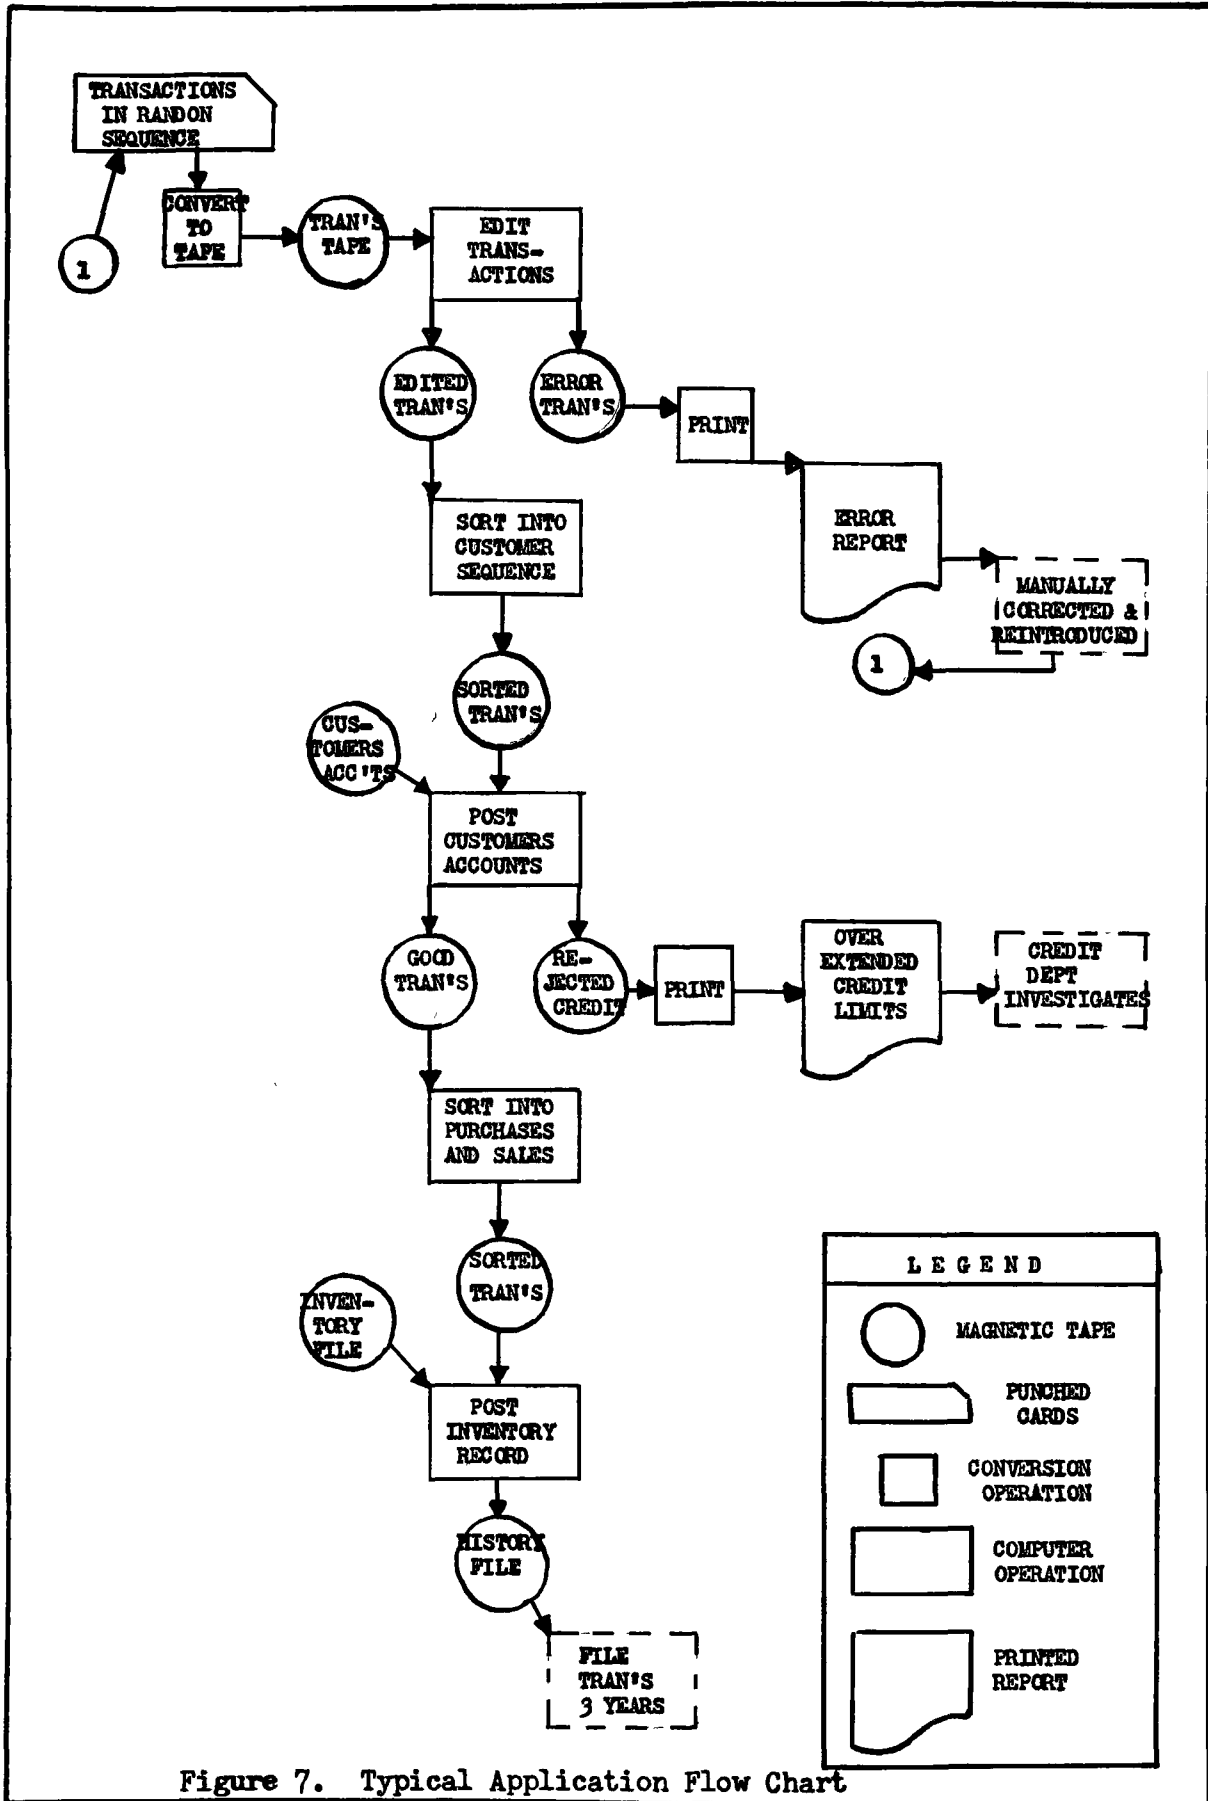 TRANSACTIONS
IN RANDON
SEQUENCE
1
CONVERT
TO
TAPE
TRAN'S
TAPE
EDIT
TRANS-
ACTIONS
EDITED
TRAN'S
ERROR
TRAN'S
PRINT
ERROR
REPORT
MANUALLY
CORRECTED &
REINTRODUCED
1
SORT INTO
CUSTOMER
SEQUENCE
SORTED
TRAN'S
CUS-
TOMERS
ACC'TS
POST
CUSTOMERS
ACCOUNTS
GOOD
TRAN'S
RE-
JECTED
CREDIT
PRINT
OVER
EXTENDED
CREDIT
LIMITS
CREDIT
DEPT
INVESTIGATES
SORT INTO
PURCHASES
AND SALES
SORTED
TRAN'S
INVEN-
TORY
FILE
POST
INVENTORY
RECORD
HISTORY
FILE
FILE
TRAN'S
3 YEARS
LEGEND
MAGNETIC TAPE
PUNCHED
CARDS
CONVERSION
OPERATION
COMPUTER
OPERATION
PRINTED
REPORT
Figure 7. Typical Application Flow Chart